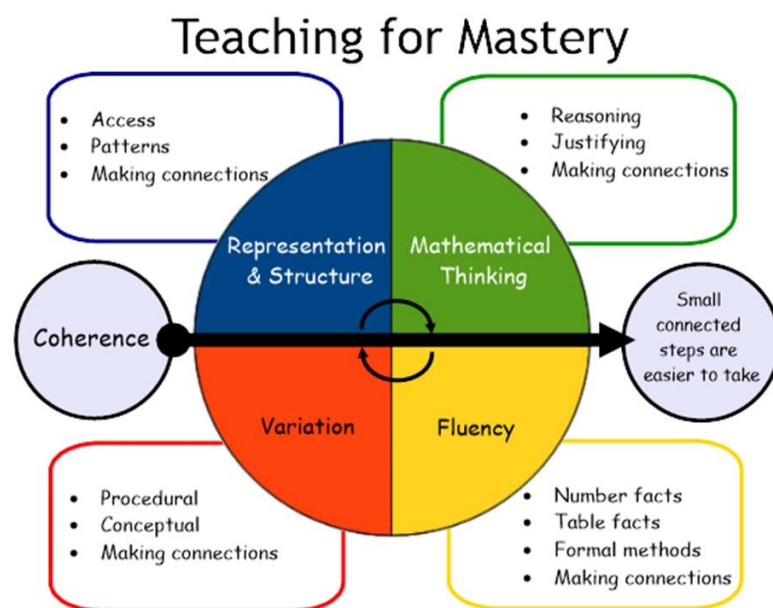 Teaching for Mastery
• Access
• Patterns
• Making connections
• Reasoning
• Justifying
• Making connections
Representation
& Structure
Mathematical
Thinking
Coherence
Small
connected
steps are
easier to take
Variation
Fluency
• Procedural
• Conceptual
• Making connections
• Number facts
• Table facts
• Formal methods
• Making connections